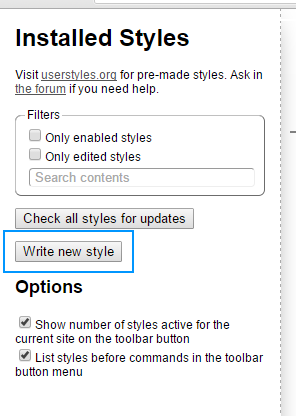 Installed Styles
Visit userstyles.org for pre-made styles. Ask in
the forum if you need help.
Filters
Only enabled styles
Only edited styles
Search contents
Check all styles for updates
Write new style
Options
Show number of styles active for the
current site on the toolbar button
List styles before commands in the toolbar
button menu